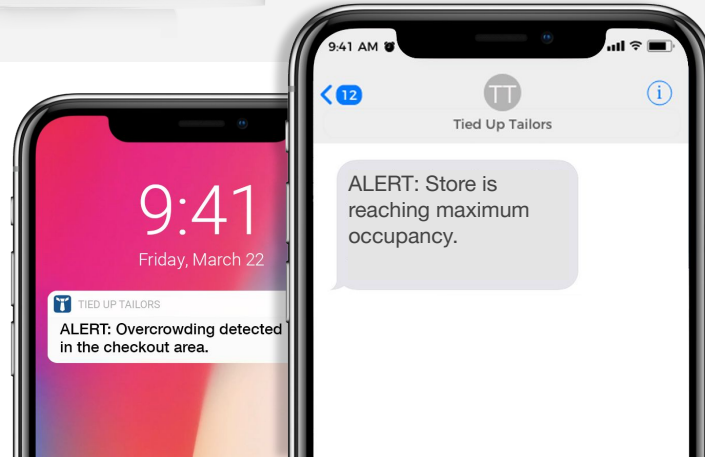 9:41
Friday, March 22
TIED UP TAILORS
ALERT: Overcrowding detected
in the checkout area.
9:41 AM
12
TT
i
Tied Up Tailors
ALERT: Store is
reaching maximum
occupancy.